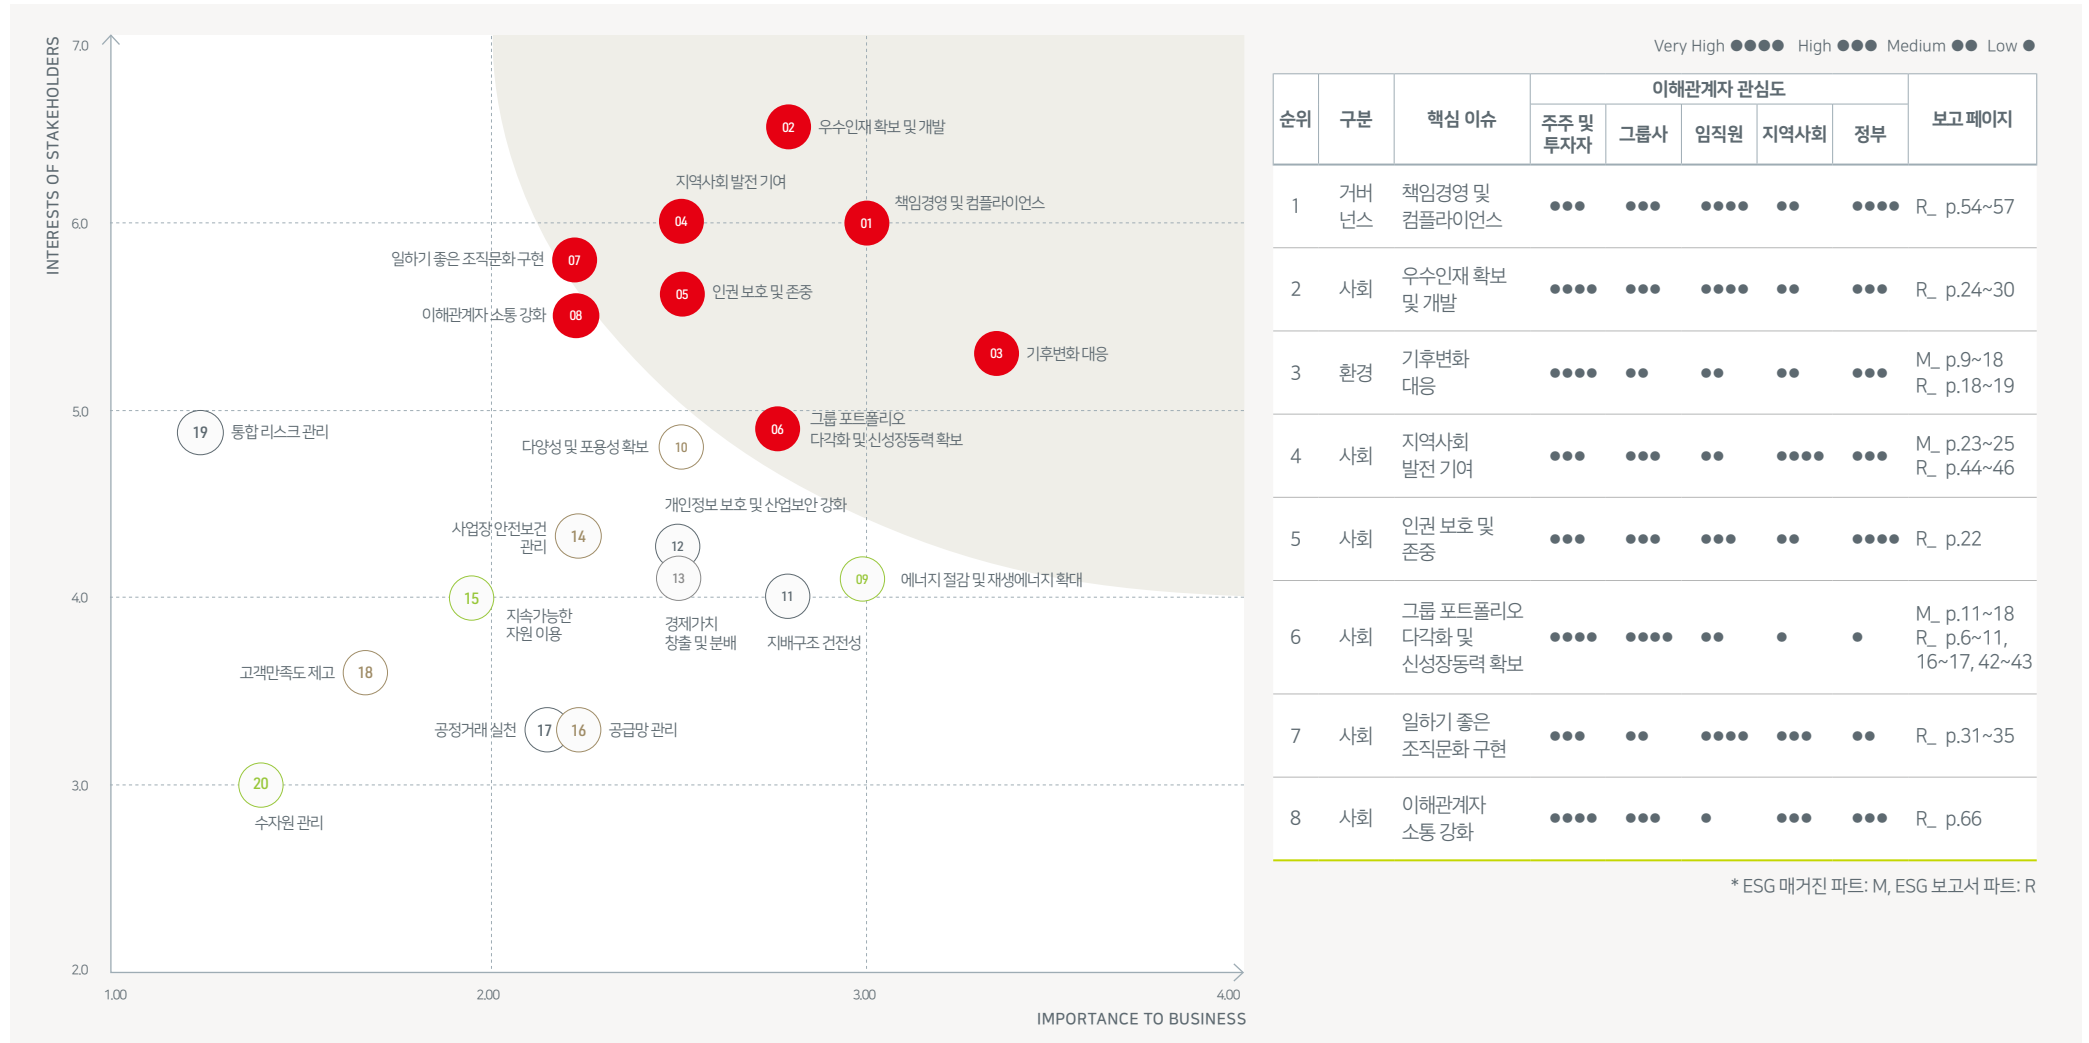 INTERESTS OF STAKEHOLDERS
7.0
6.0
5.0
4.0
3.0
2.0
1.00
2.00
3.00
4.00
IMPORTANCE TO BUSINESS
02 우수인재 확보 및 개발
지역사회 발전 기여
04
책임경영 및 컴플라이언스
01
일하기 좋은 조직문화 구현 07
05 인권 보호 및 존중
이해관계자 소통 강화 08
03 기후변화 대응
그룹 포트폴리오
06
다각화 및 신성장동력 확보
19 통합 리스크 관리
다양성 및 포용성 확보 10
개인정보 보호 및 산업보안 강화
12
사업장 안전보건
관리
14
13
경제가치
창출 및 분배
11
지배구조 건전성
09 에너지 절감 및 재생에너지 확대
15
지속가능한
자원 이용
고객만족도 제고 18
공정거래 실천 17
16 공급망 관리
20
수자원 관리
Very High ●●●● High ●●● Medium ●● Low ●
순위 구분 핵심 이슈 이해관계자 관심도 보고 페이지
주주 및
투자자
그룹사 임직원 지역사회 정부
1 거버
넌스
책임경영 및
컴플라이언스
●●● ●●● ●●●● ●● ●●●● R_ p.54~57
2 사회 우수인재 확보
및 개발
●●●● ●●● ●●●● ●● ●●● R_ p.24~30
3 환경 기후변화
대응
●●●● ●● ●● ●● ●●● M_ p.9~18
R_ p.18~19
4 사회 지역사회
발전 기여
●●● ●●● ●● ●●●● ●●● M_ p.23~25
R_ p.44~46
5 사회 인권 보호 및
존중
●●● ●●● ●●● ●● ●●●● R_ p.22
6 사회 그룹 포트폴리오
다각화 및
신성장동력 확보
●●●● ●●●● ●● ● ● M_ p.11~18
R_ p.6~11,
16~17, 42~43
7 사회 일하기 좋은
조직문화 구현
●●● ●● ●●●● ●●● ●● R_ p.31~35
8 사회 이해관계자
소통 강화
●●●● ●●● ● ●●● ●●● R_ p.66
* ESG 매거진 파트: M, ESG 보고서 파트: R